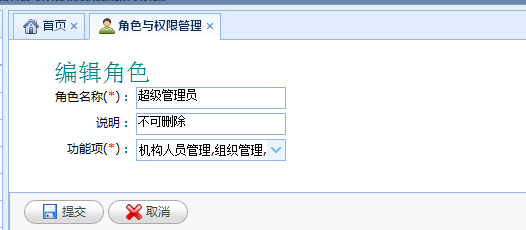 首页 × 角色与权限管理 ×
编辑角色
角色名称(*)： 超级管理员
说明： 不可删除
功能项(*)： 机构人员管理,组织管理,
提交 取消